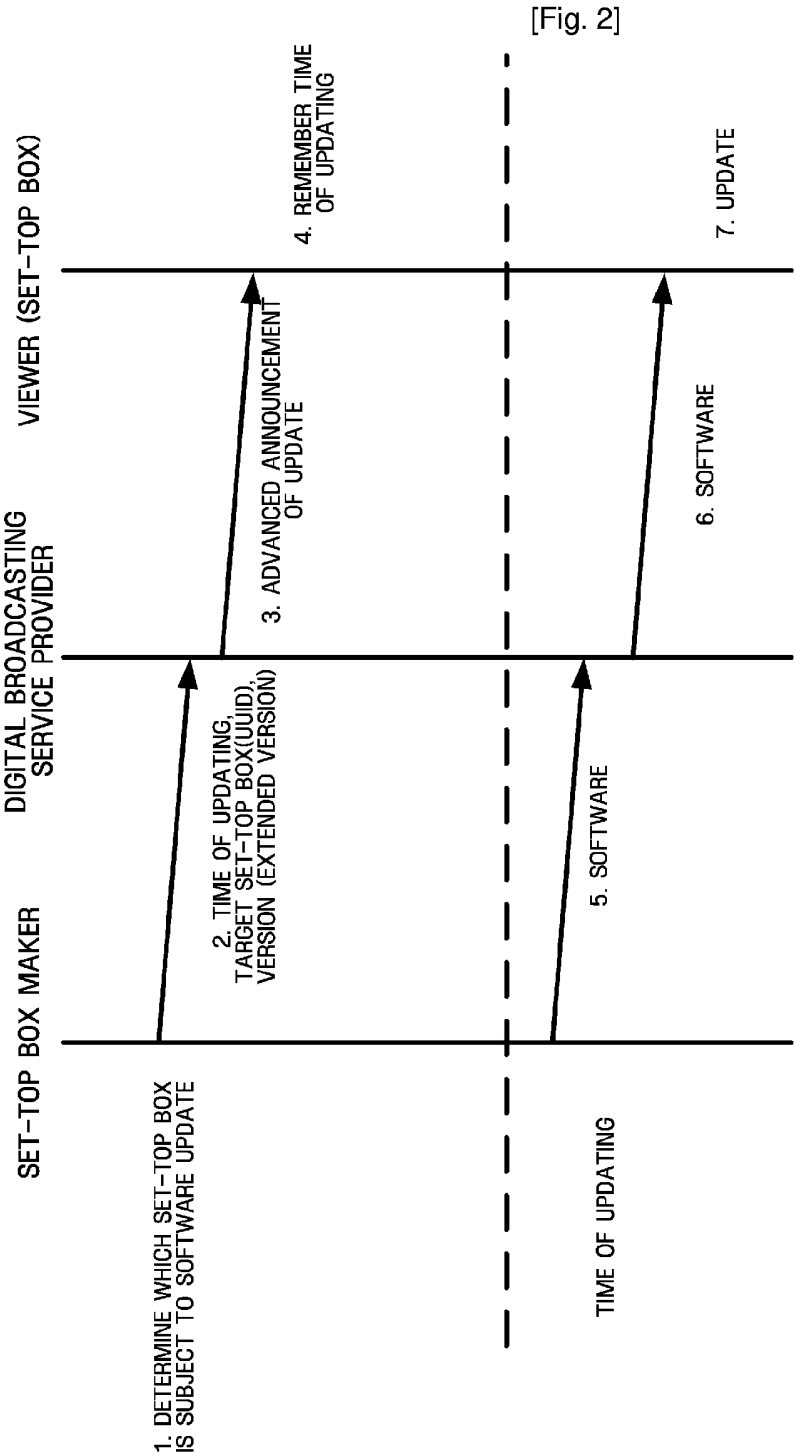 [Fig. 2]
SET-TOP BOX MAKER
DIGITAL BROADCASTING
SERVICE PROVIDER
VIEWER (SET-TOP BOX)
1. DETERMINE WHICH SET-TOP BOX
IS SUBJECT TO SOFTWARE UPDATE
2. TIME OF UPDATING,
TARGET SET-TOP BOX(UUID),
VERSION (EXTENDED VERSION)
3. ADVANCED ANNOUNCEMENT
OF UPDATE
4. REMEMBER TIME
OF UPDATING
TIME OF UPDATING
5. SOFTWARE
6. SOFTWARE
7. UPDATE